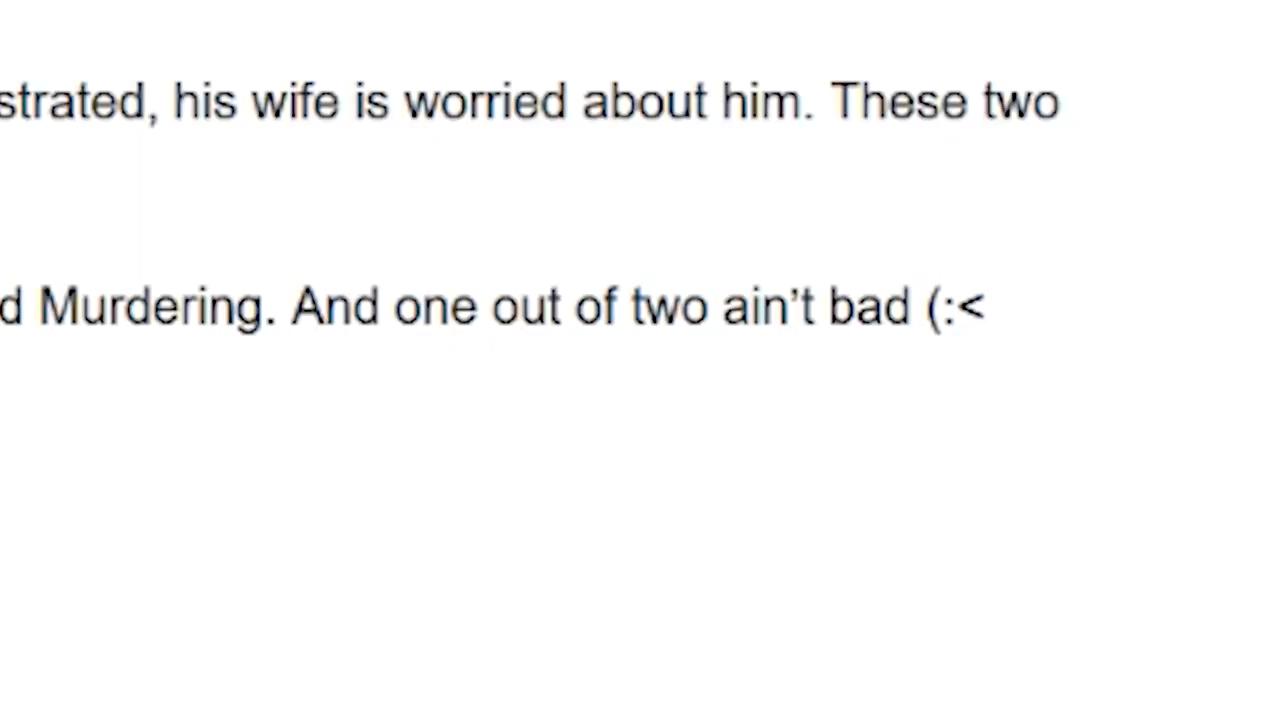 strated, his wife is worried about him. These two
d Murdering. And one out of two ain’t bad (:<